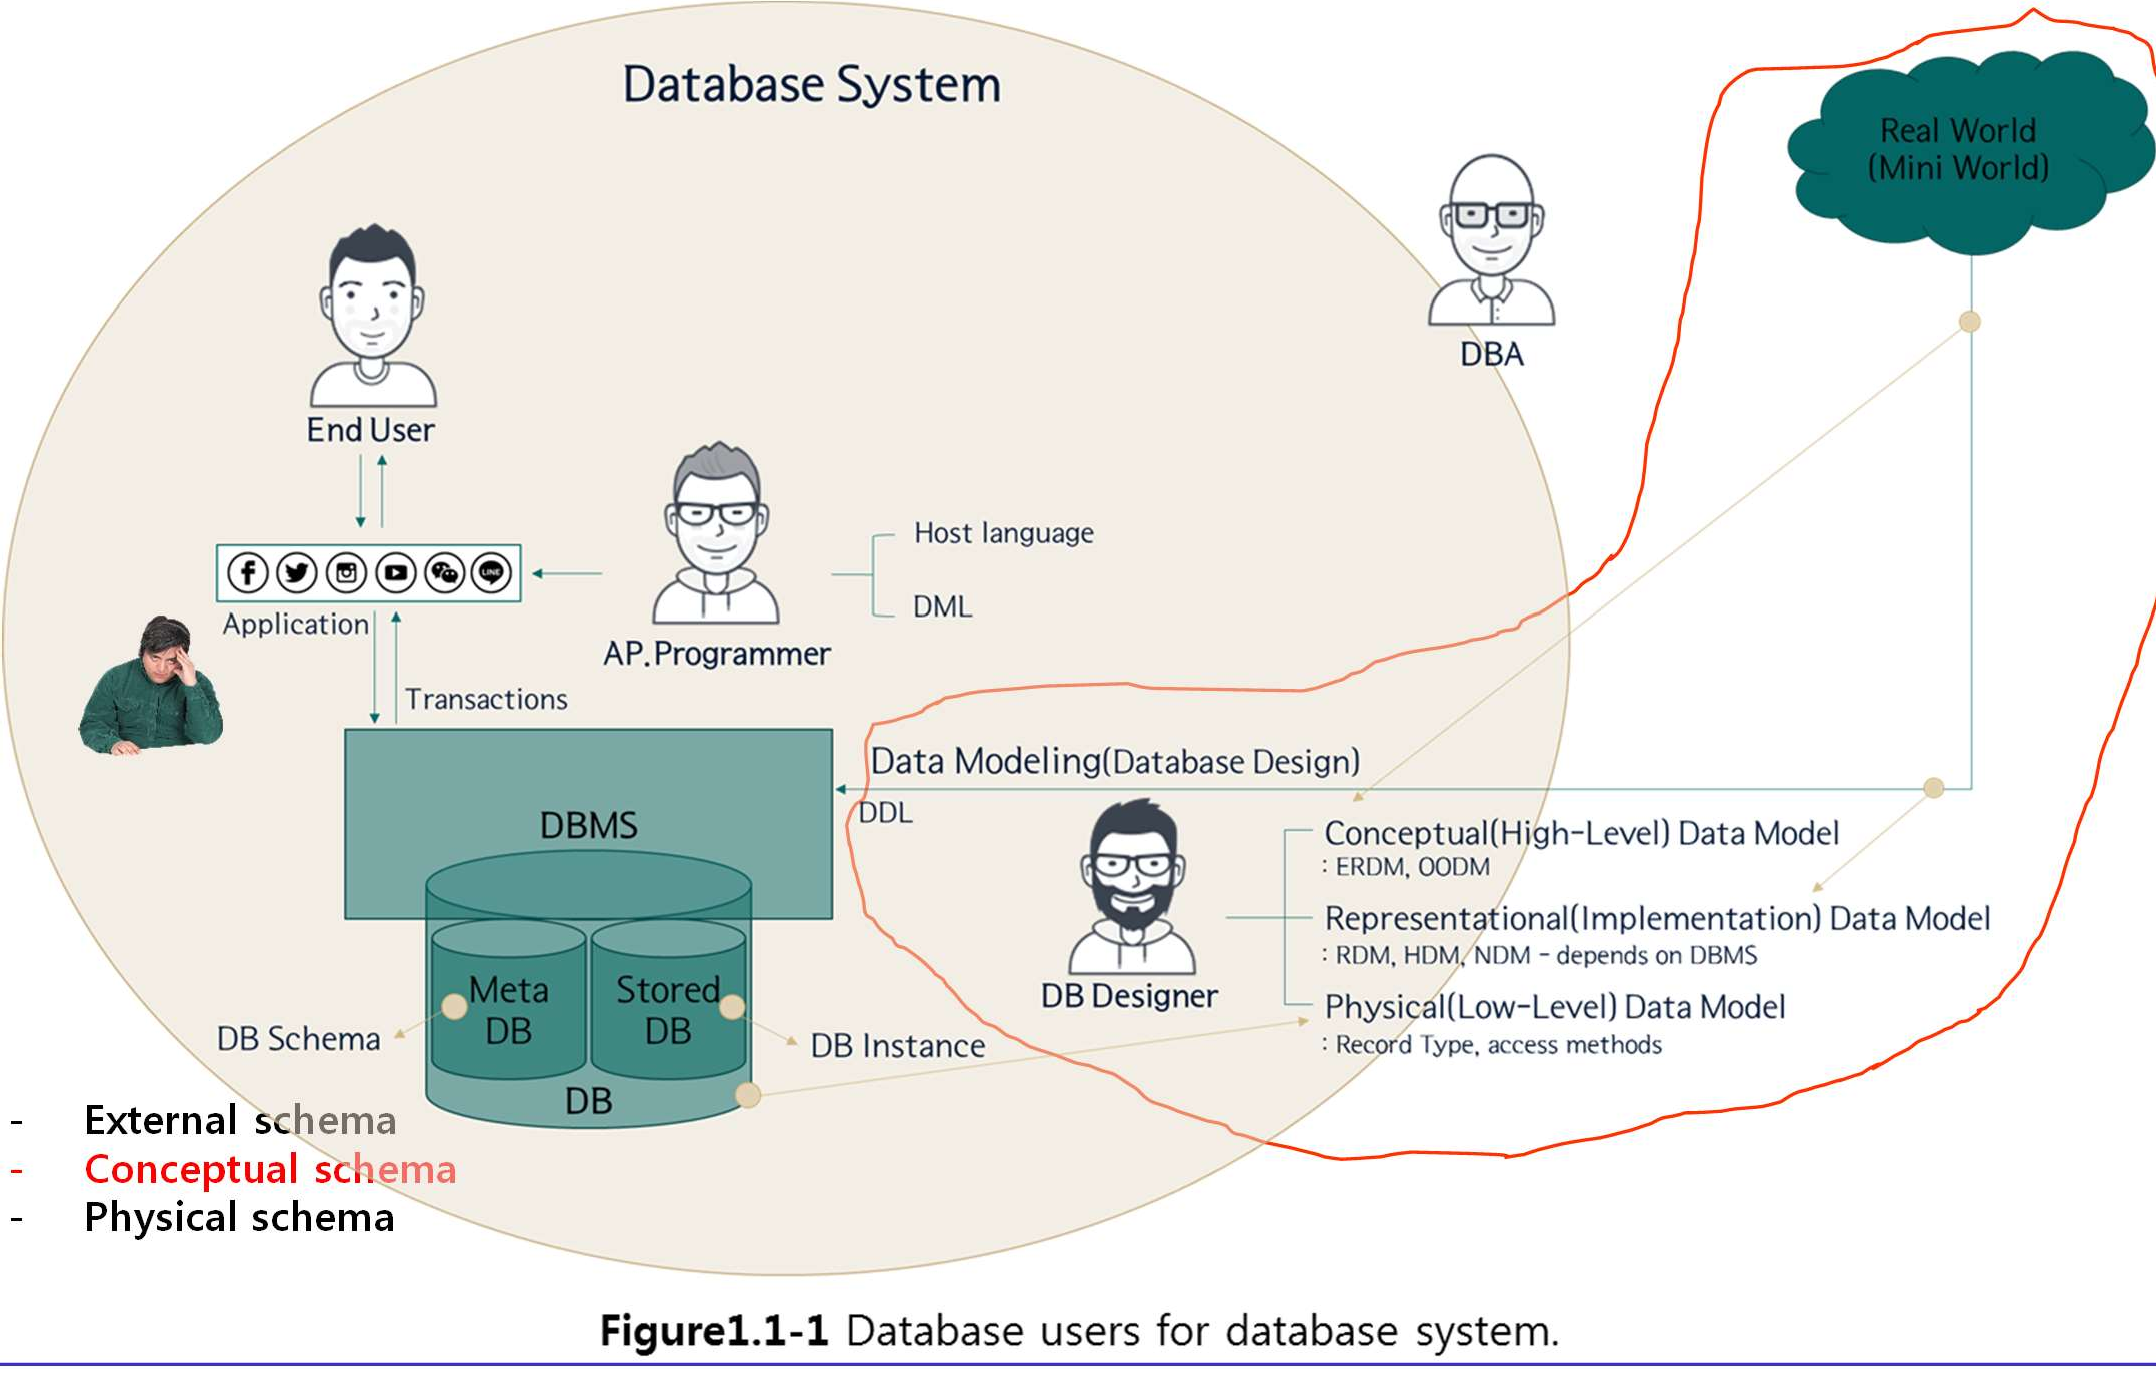 Database System
Real World
(Mini World)
DBA
End User
Host language
DML
LINE
Application
AP.Programmer
Transactions
Data Modeling(Database Design)
DDL
DBMS
Conceptual(High-Level) Data Model
: ERDM, OODM
Representational(Implementation) Data Model
: RDM, HDM, NDM - depends on DBMS
DB Designer
Physical(Low-Level) Data Model
: Record Type, access methods
Meta
DB
Stored
DB
DB Schema
DB Instance
DB
- External schema
- Conceptual schema
- Physical schema
Figure1.1-1 Database users for database system.